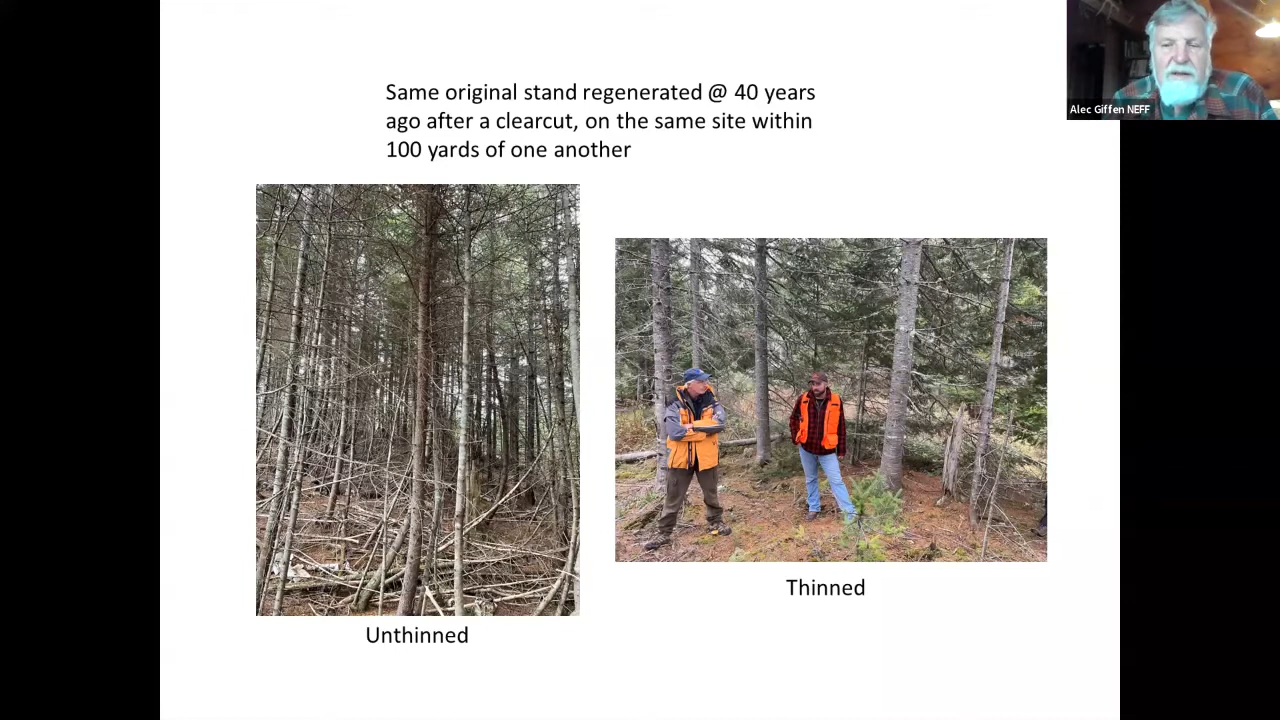 Same original stand regenerated @ 40 years
ago after a clearcut, on the same site within
100 yards of one another
Alec Giffen NEFF
Thinned
Unthinned